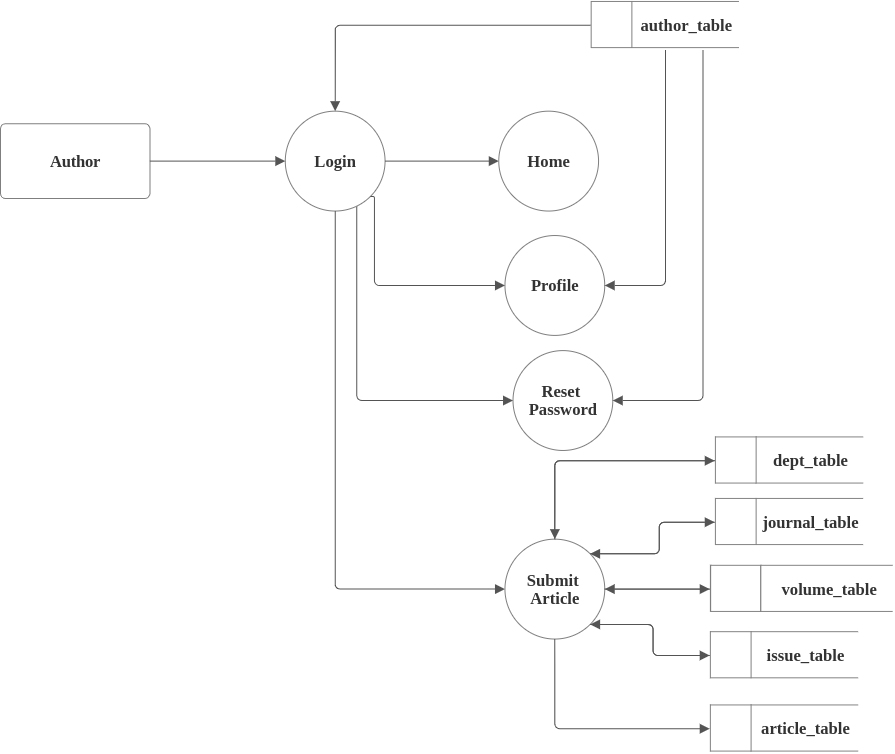 author_table
Author
Login
Home
Profile
Reset
Password
dept_table
journal_table
Submit
Article
volume_table
issue_table
article_table